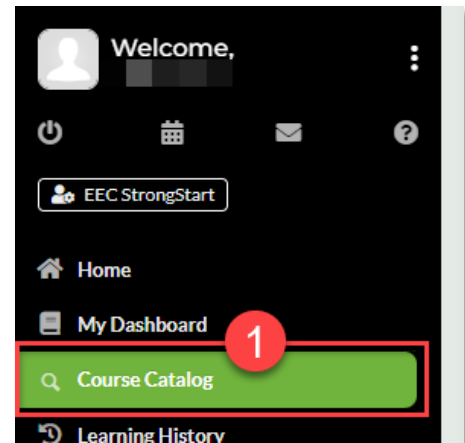 Welcome,
EEC StrongStart
Home
My Dashboard
1
Course Catalog
Learning History